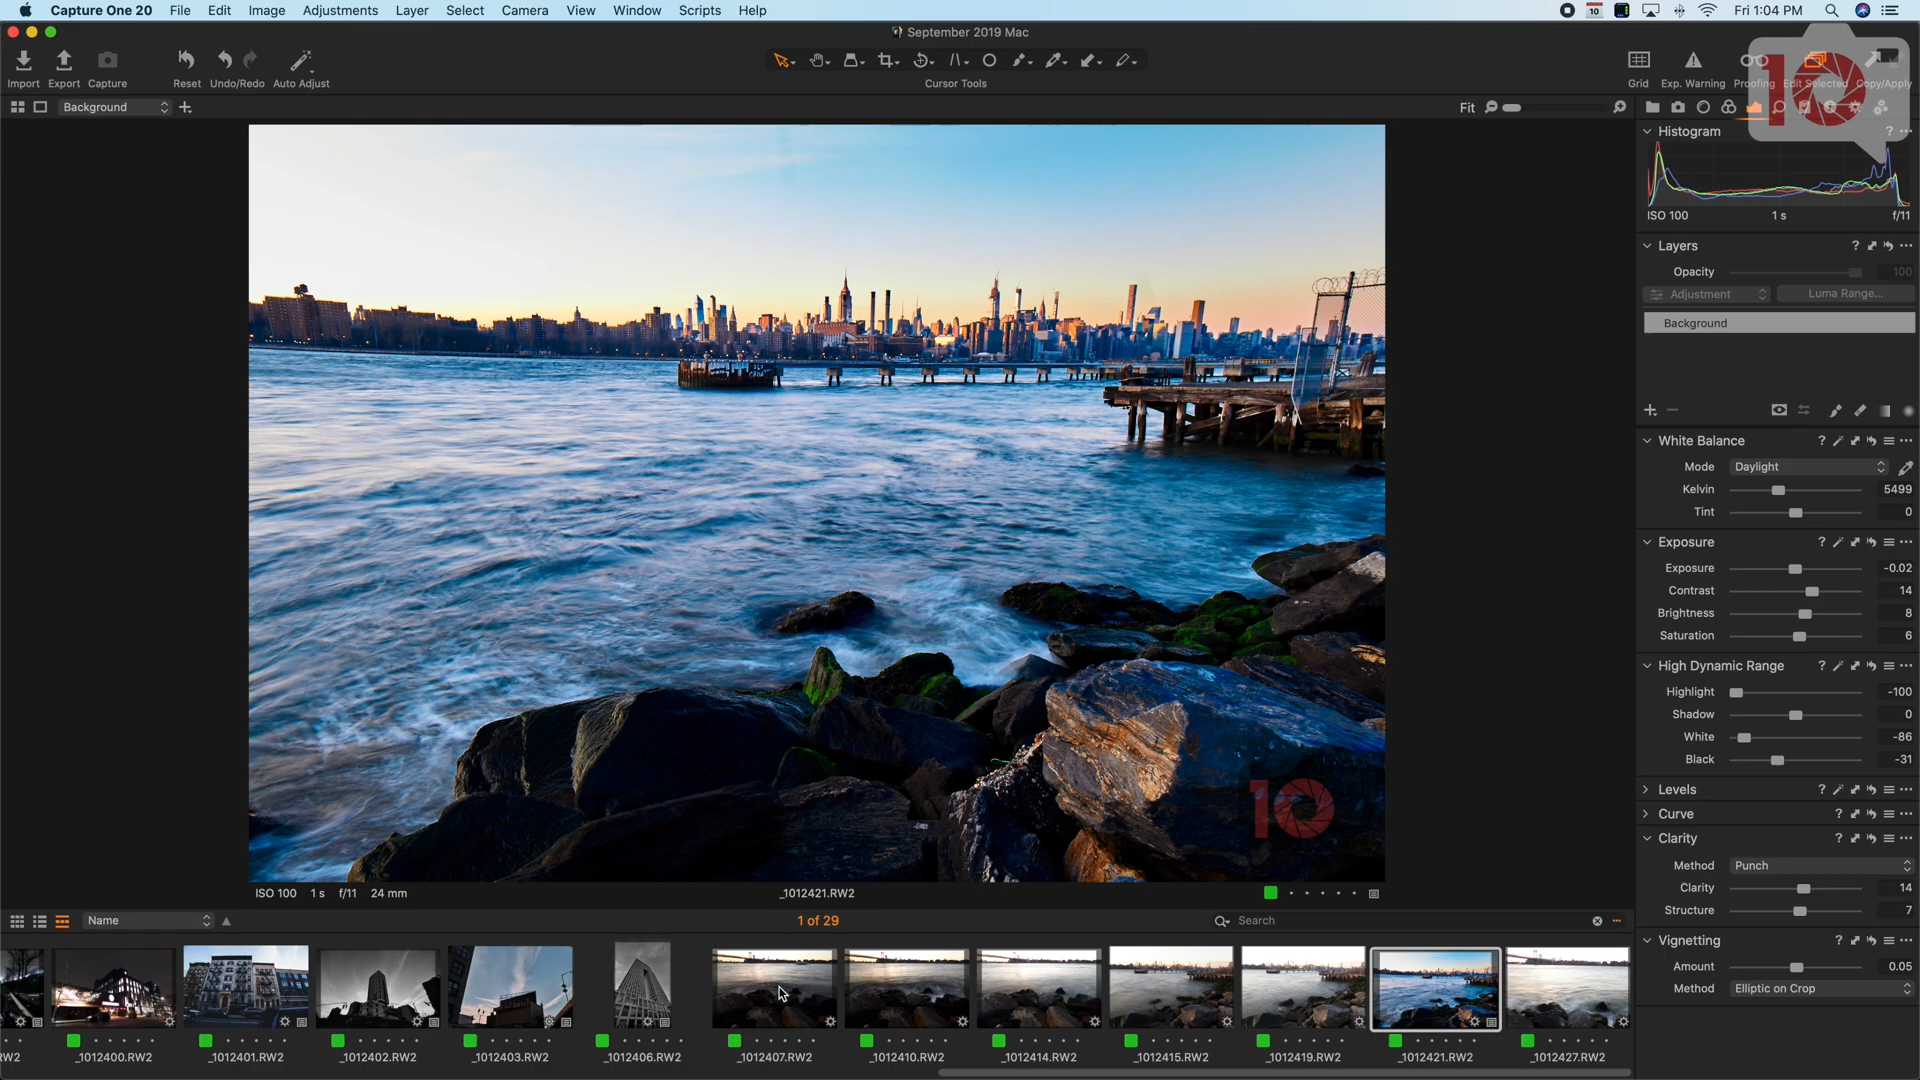 Capture One 20 File Edit Image Adjustments Layer Select Camera View Window Scripts Help
10 Fri 1:04 PM
September 2019 Mac
Import Export Capture Reset Undo/Redo Auto Adjust Cursor Tools Grid Exp. Warning Proofing Edit Selected Copy/Apply
10
Background Fit
Histogram ?
ISO 100 1 s f/11
Layers ?
Opacity 100
Adjustment Luma Range...
Background
White Balance ?
Mode Daylight
Kelvin 5499
Tint 0
Exposure ?
Exposure -0.02
Contrast 14
Brightness 8
Saturation 6
High Dynamic Range ?
Highlight -100
Shadow 0
White -86
Black -31
Levels ?
Curve ?
Clarity ?
Method Punch
Clarity 14
Structure 7
Vignetting ?
Amount 0.05
Method Elliptic on Crop
10
ISO 100 1 s f/11 24 mm _1012421.RW2
Name 1 of 29 Search
RW2 _1012400.RW2 _1012401.RW2 _1012402.RW2 _1012403.RW2 _1012406.RW2 _1012407.RW2 _1012410.RW2 _1012414.RW2 _1012415.RW2 _1012419.RW2 _1012421.RW2 _1012427.RW2